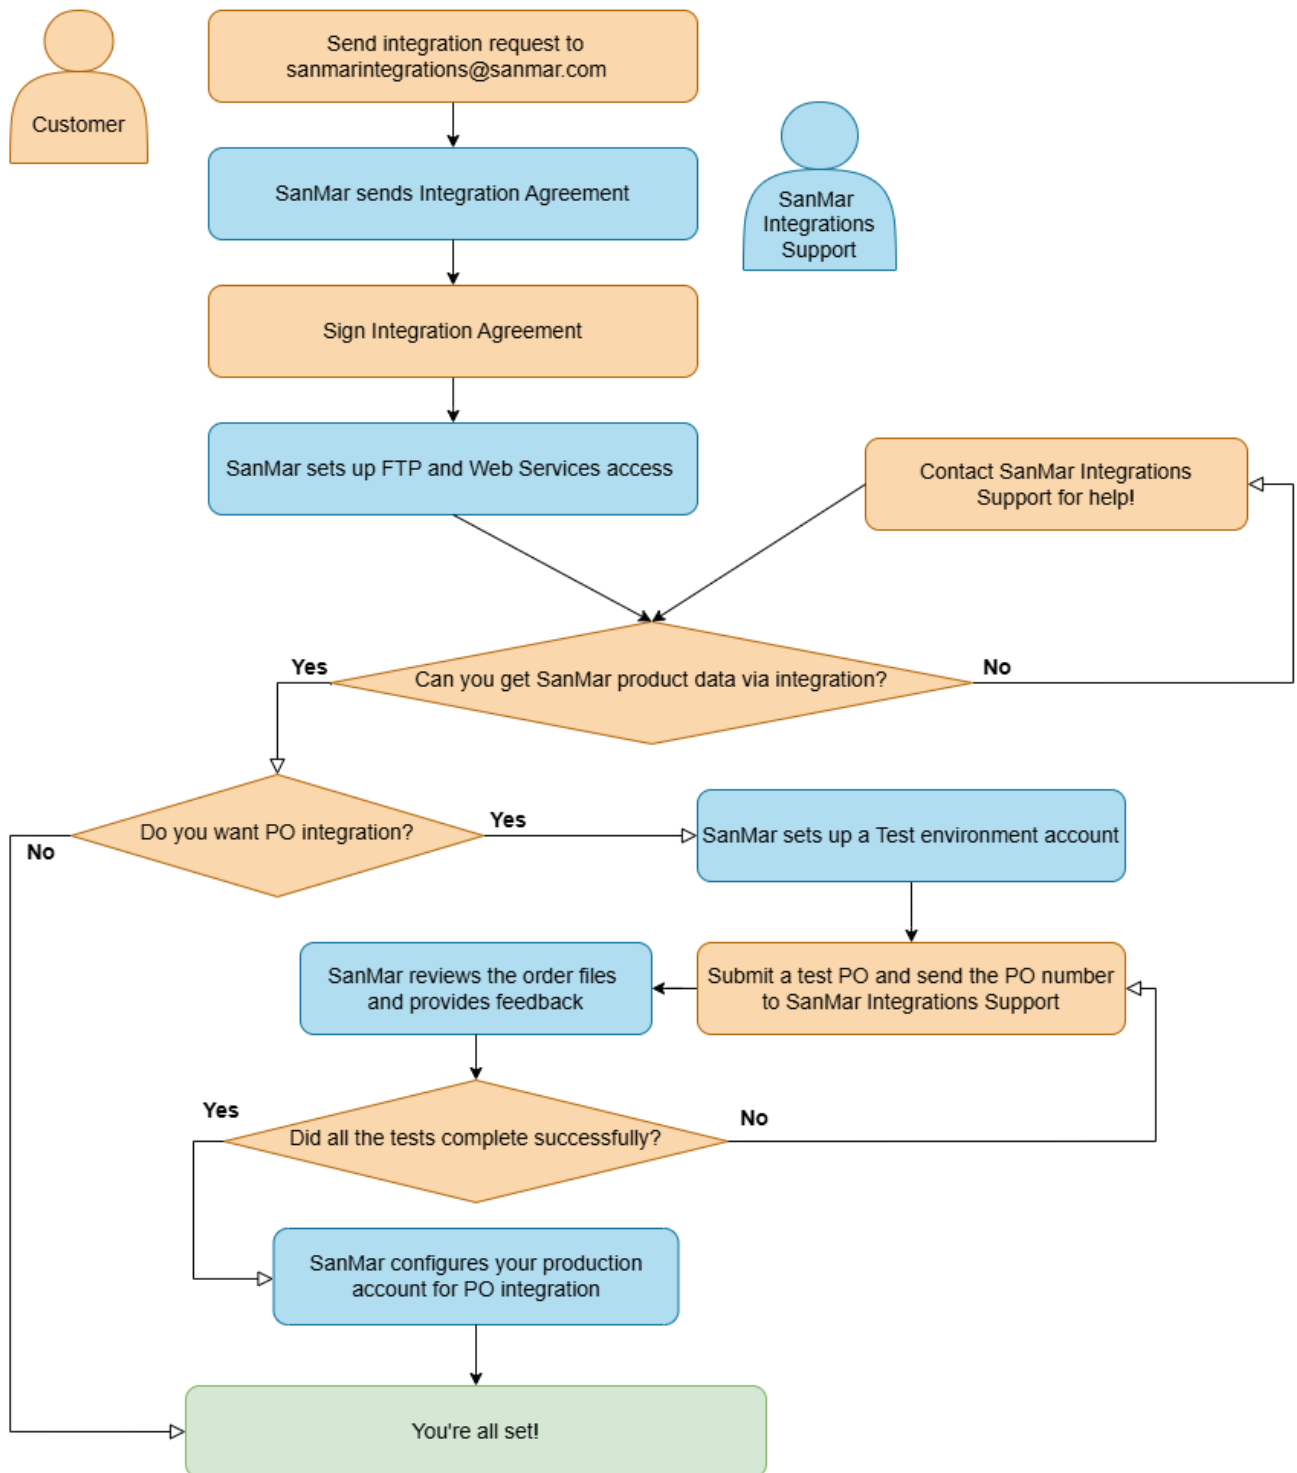 Customer
Send integration request to
sanmarintegrations@sanmar.com
SanMar sends Integration Agreement
SanMar
Integrations
Support
Sign Integration Agreement
SanMar sets up FTP and Web Services access
Contact SanMar Integrations
Support for help!
Yes
Can you get SanMar product data via integration?
No
Do you want PO integration?
No
Yes
SanMar sets up a Test environment account
SanMar reviews the order files
and provides feedback
Submit a test PO and send the PO number
to SanMar Integrations Support
Yes
Did all the tests complete successfully?
No
SanMar configures your production
account for PO integration
You're all set!